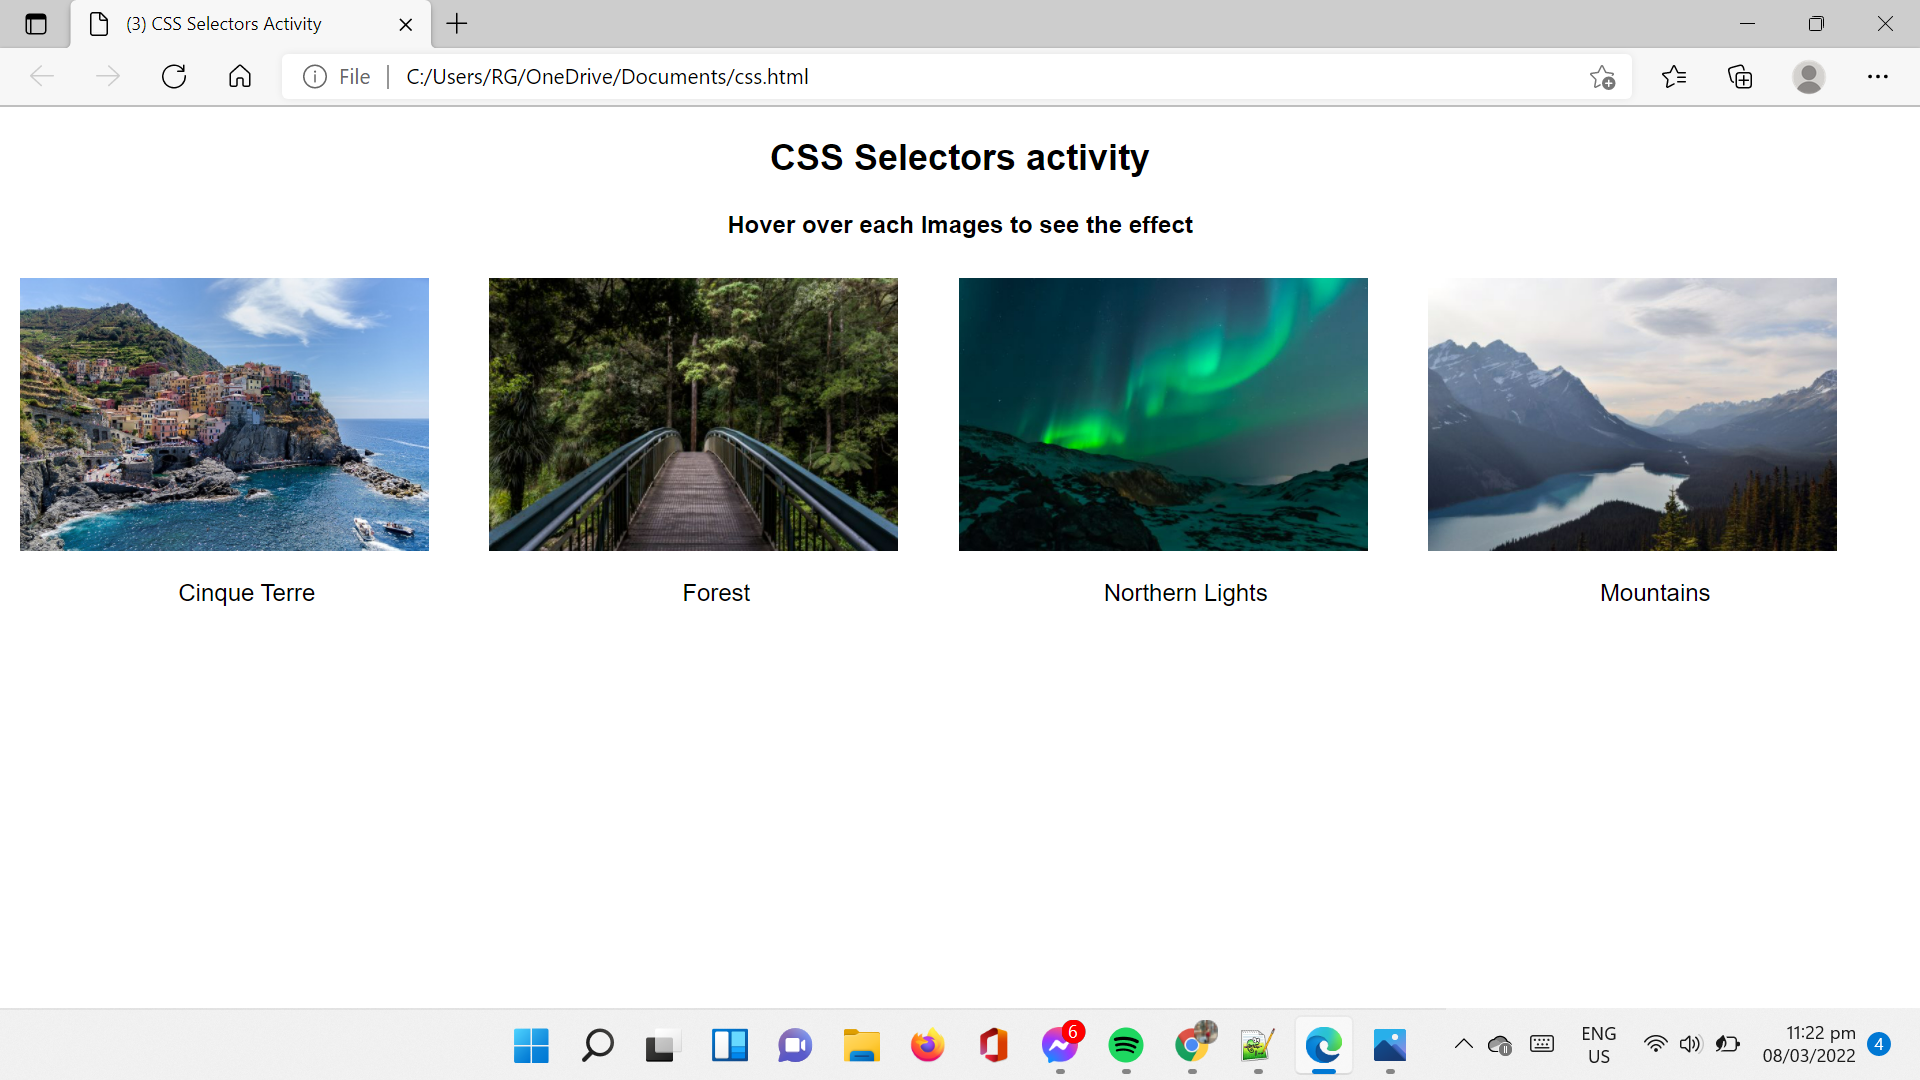 (3) CSS Selectors Activity
File
C:/Users/RG/OneDrive/Documents/css.html
CSS Selectors activity
Hover over each Images to see the effect
Cinque Terre
Forest
Northern Lights
Mountains
6
ENG
US
11:22 pm
08/03/2022
4